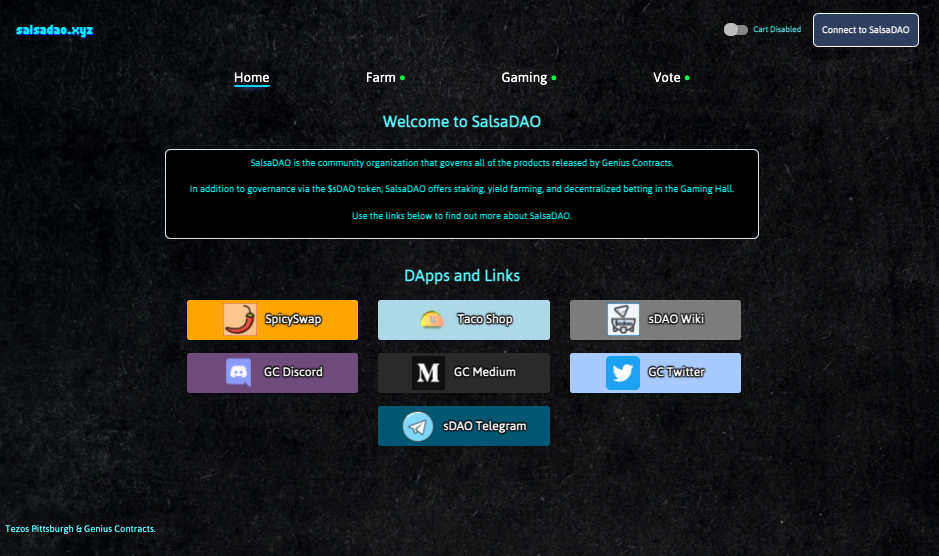 salsadao.xyz
Cart Disabled
Connect to SalsaDAO
Home
Farm
Gaming
Vote
Welcome to SalsaDAO
SalsaDAO is the community organization that governs all of the products released by Genius Contracts.
In addition to governance via the $sDAO token, SalsaDAO offers staking, yield farming, and decentralized betting in the Gaming Hall.
Use the links below to find out more about SalsaDAO.
DApps and Links
SpicySwap
Taco Shop
sDAO Wiki
GC Discord
M GC Medium
GC Twitter
sDAO Telegram
Tezos Pittsburgh & Genius Contracts.